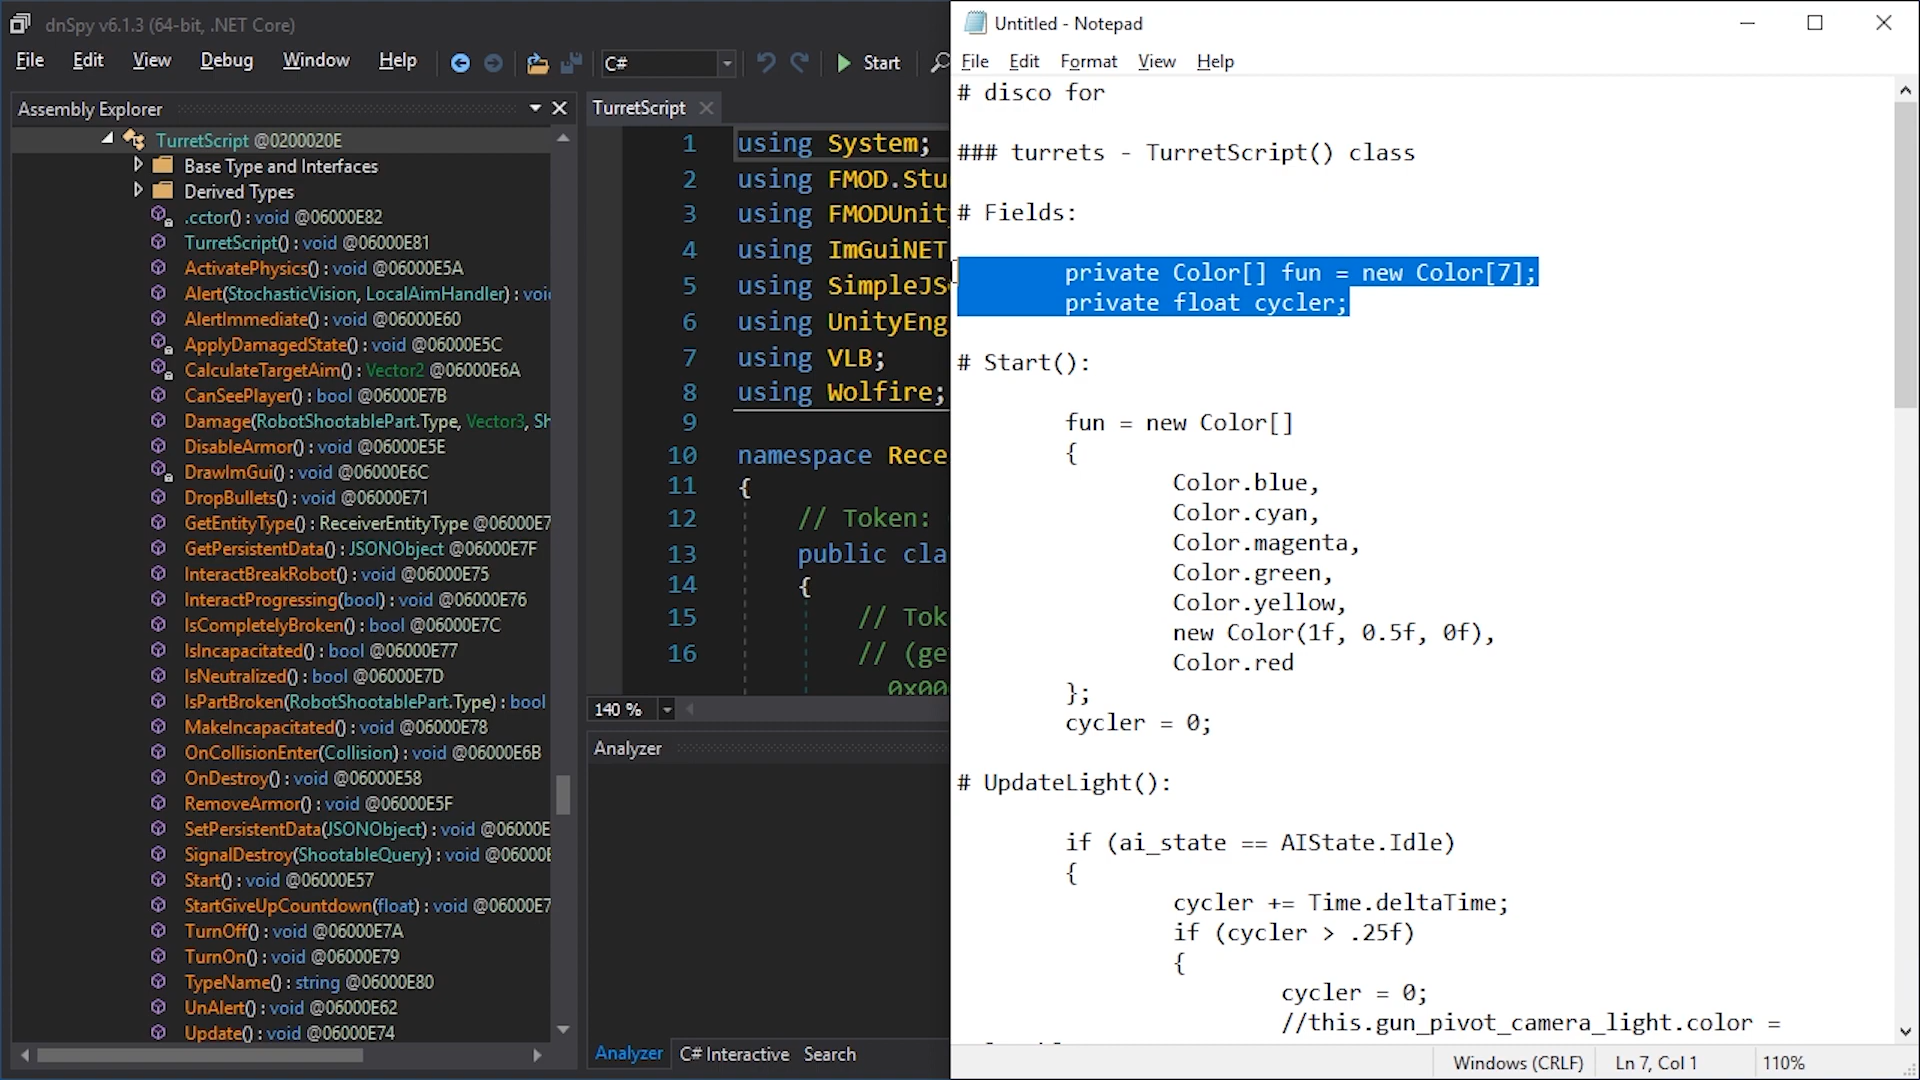 dnSpy v6.1.3 (64-bit, .NET Core)
File Edit View Debug Window Help C# Start
Assembly Explorer
TurretScript @0200020E
Base Type and Interfaces
Derived Types
.cctor() : void @06000E82
TurretScript() : void @06000E81
ActivatePhysics() : void @06000E5A
Alert(StochasticVision, LocalAimHandler) : voi
AlertImmediate() : void @06000E60
ApplyDamagedState() : void @06000E5C
CalculateTargetAim() : Vector2 @06000E6A
CanSeePlayer() : bool @06000E7B
Damage(RobotShootablePart.Type, Vector3, Sh
DisableArmor() : void @06000E5E
DrawImGui() : void @06000E6C
DropBullets() : void @06000E71
GetEntityType() : ReceiverEntityType @06000E7
GetPersistentData() : JSONObject @06000E7F
InteractBreakRobot() : void @06000E75
InteractProgressing(bool) : void @06000E76
IsCompletelyBroken() : bool @06000E7C
IsIncapacitated() : bool @06000E77
IsNeutralized() : bool @06000E7D
IsPartBroken(RobotShootablePart.Type) : bool
MakeIncapacitated() : void @06000E78
OnCollisionEnter(Collision) : void @06000E6B
OnDestroy() : void @06000E58
RemoveArmor() : void @06000E5F
SetPersistentData(JSONObject) : void @06000E
SignalDestroy(ShootableQuery) : void @06000E
Start() : void @06000E57
StartGiveUpCountdown(float) : void @06000E7
TurnOff() : void @06000E7A
TurnOn() : void @06000E79
TypeName() : string @06000E80
UnAlert() : void @06000E62
Update() : void @06000E74
TurretScript
1 using System;
2 using FMOD.Stu
3 using FMODUnit
4 using ImGuiNET
5 using SimpleJS
6 using UnityEng
7 using VLB;
8 using Wolfire;
9
10 namespace Rece
11 {
12 // Token:
13 public cla
14 {
15 // Tok
16 // (ge
0x00
140 %
Analyzer
Analyzer C# Interactive Search
Untitled - Notepad
File Edit Format View Help
# disco for
### turrets - TurretScript() class
# Fields:
private Color[] fun = new Color[7];
private float cycler;
# Start():
fun = new Color[]
{
Color.blue,
Color.cyan,
Color.magenta,
Color.green,
Color.yellow,
new Color(1f, 0.5f, 0f),
Color.red
};
cycler = 0;
# UpdateLight():
if (ai_state == AIState.Idle)
{
cycler += Time.deltaTime;
if (cycler > .25f)
{
cycler = 0;
//this.gun_pivot_camera_light.color =
Windows (CRLF) Ln 7, Col 1 110%